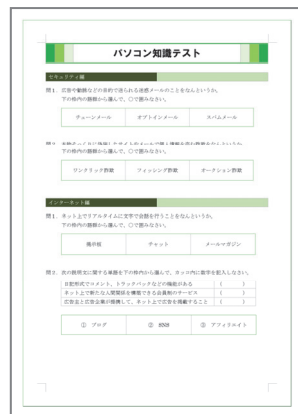 パソコン知識テスト
セキュリティ編
問1. 広告や勧誘などの目的で送られる迷惑メールのことをなんというか。
下の枠内の語群から選んで、○で囲みなさい。
チェーンメール オプトインメール スパムメール
下の枠内の語群から選んで、○で囲みなさい。
ワンクリック詐欺 フィッシング詐欺 オークション詐欺
インターネット編
問1. ネット上でリアルタイムに文字で会話を行うことをなんというか。
下の枠内の語群から選んで、○で囲みなさい。
掲示板 チャット メールマガジン
問2. 次の説明文に関する単語を下の枠内から選んで、カッコ内に数字を記入しなさい。
日記形式でコメント、トラックバックなどの機能がある ( )
ネット上で新たな人間関係を構築できる会員制のサービス ( )
広告主と広告企業が提携して、ネット上で広告を掲載すること ( )
① ブログ ② SNS ③ アフィリエイト